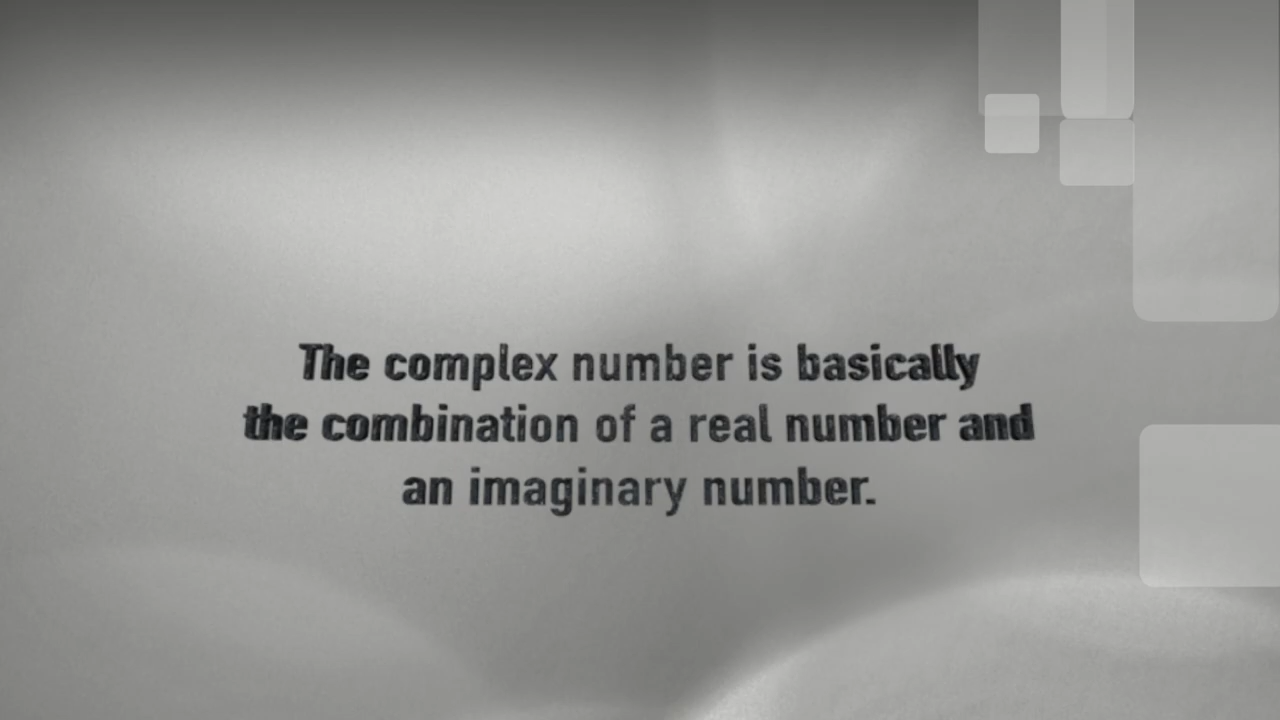 The complex number is basically
the combination of a real number and
an imaginary number.